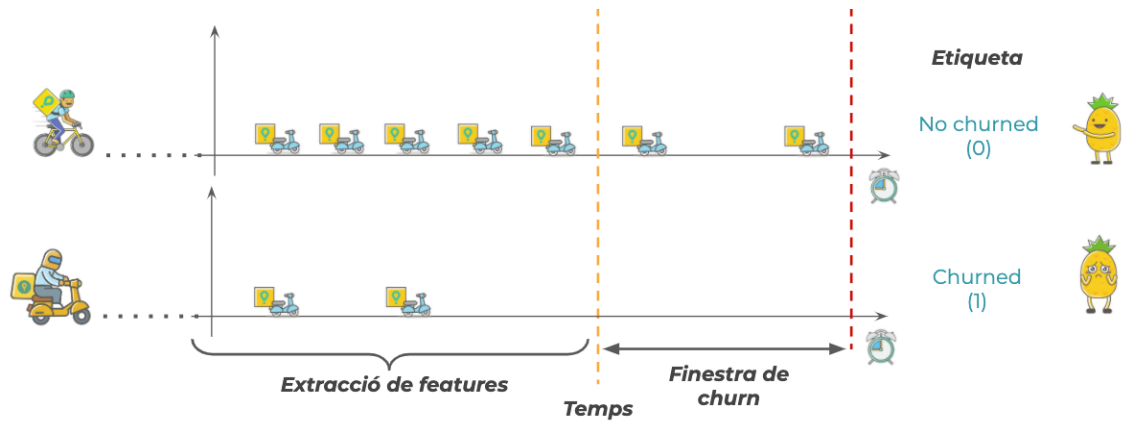 Etiqueta
No churned
(0)
Churned
(1)
Extracció de features
Finestra de
churn
Temps